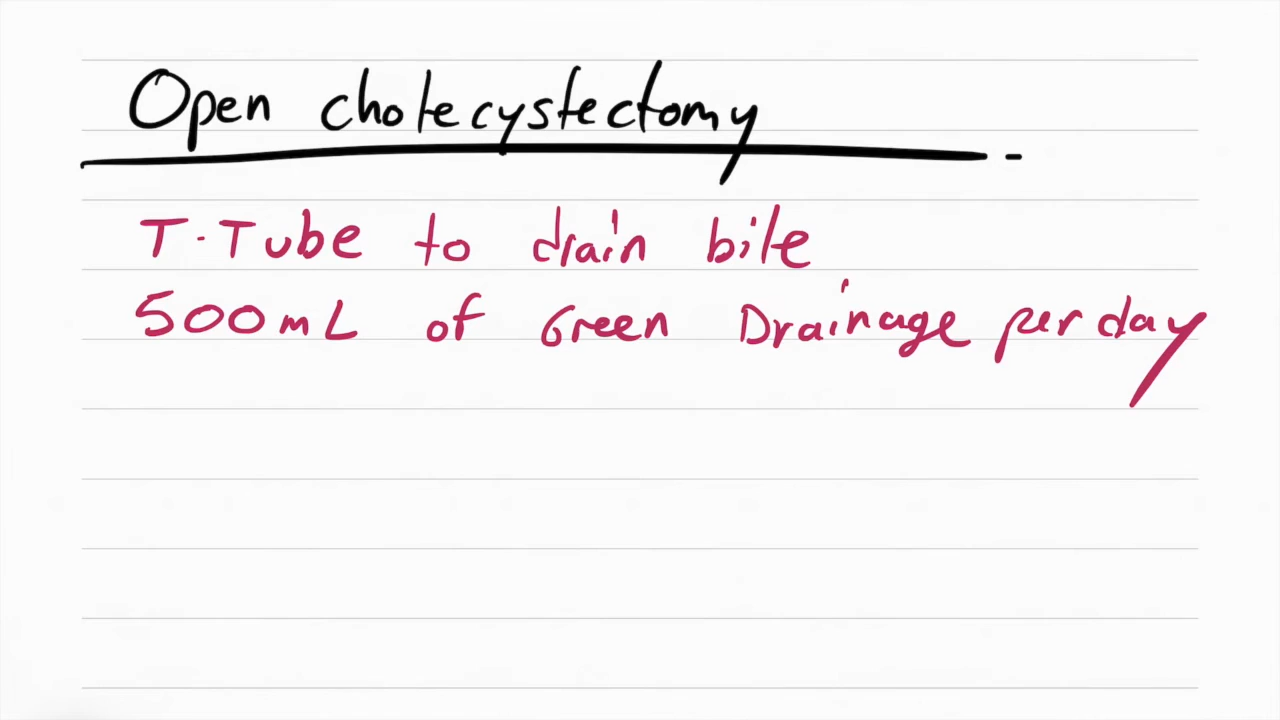 Open cholecystectomy
T-Tube to drain bile
500mL of Green Drainage per day